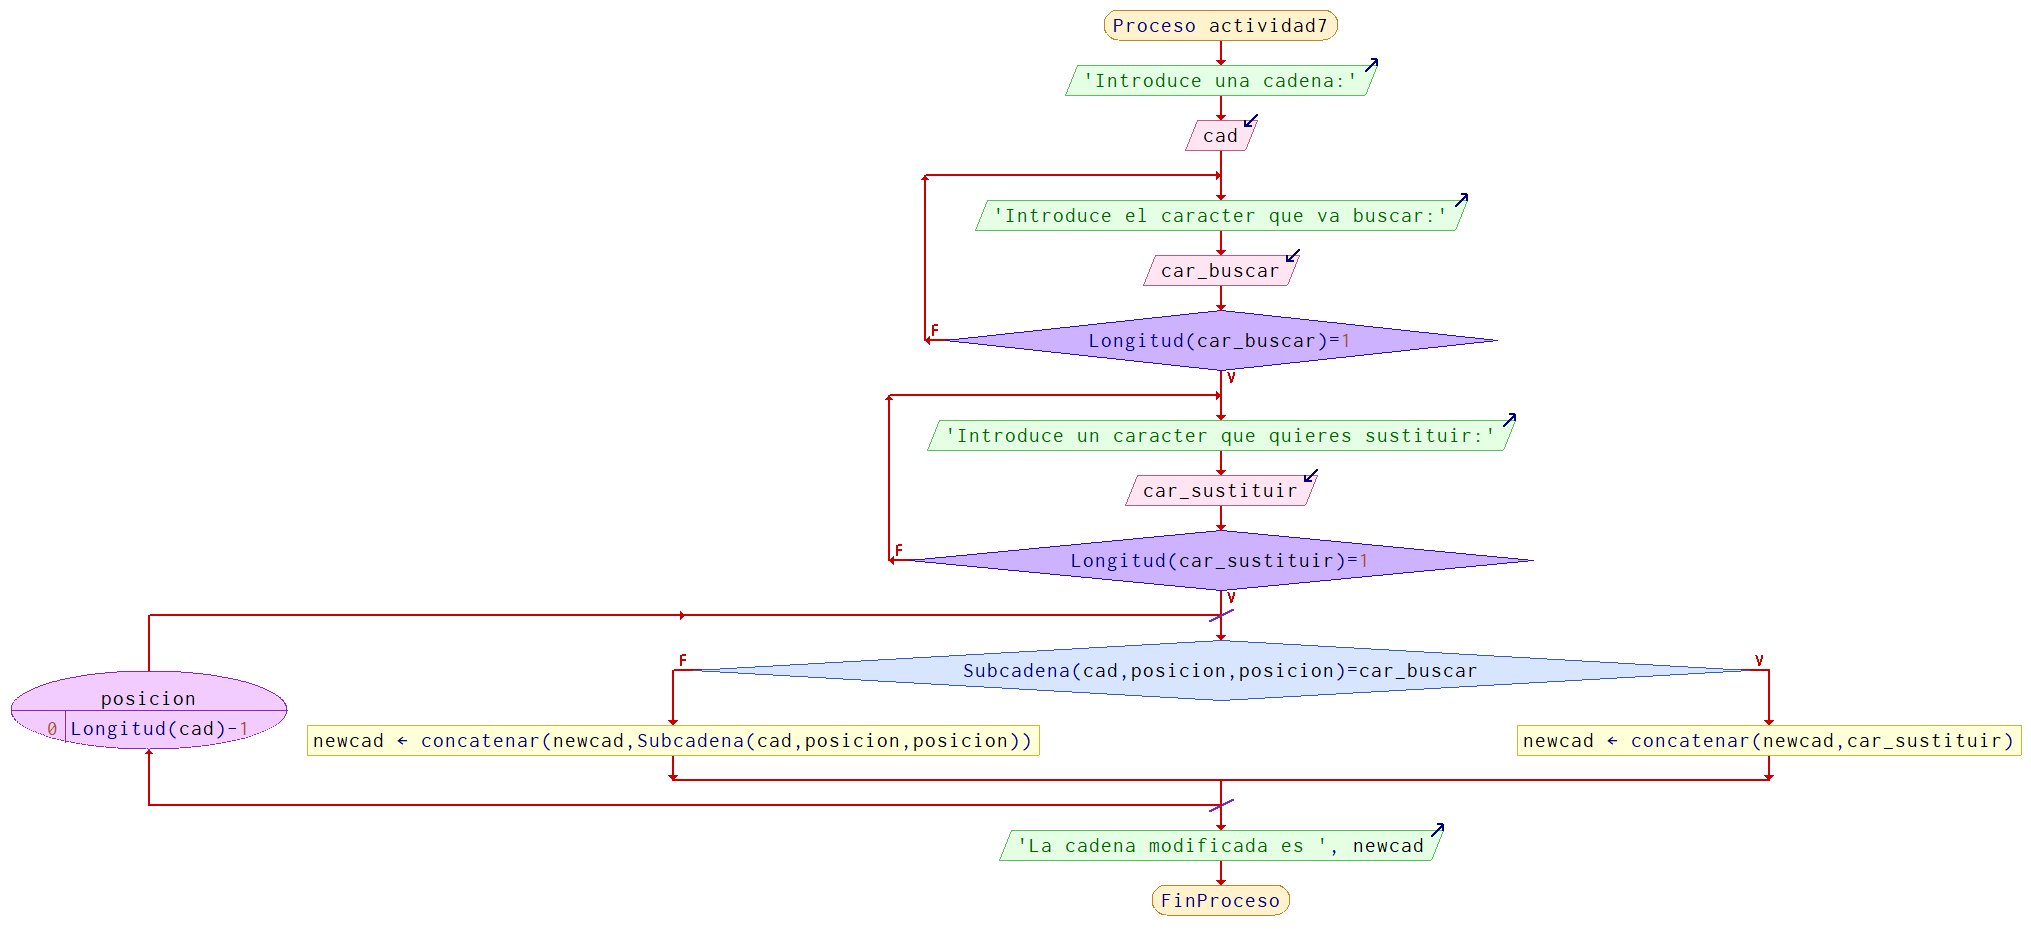 Proceso actividad7
'Introduce una cadena:'
cad
'Introduce el caracter que va buscar:'
car_buscar
F
Longitud(car_buscar)=1
V
'Introduce un caracter que quieres sustituir:'
car_sustituir
F
Longitud(car_sustituir)=1
V
F
Subcadena(cad,posicion,posicion)=car_buscar
V
posicion
0 Longitud(cad)-1
newcad ← concatenar(newcad,Subcadena(cad,posicion,posicion))
newcad ← concatenar(newcad,car_sustituir)
'La cadena modificada es ', newcad
FinProceso